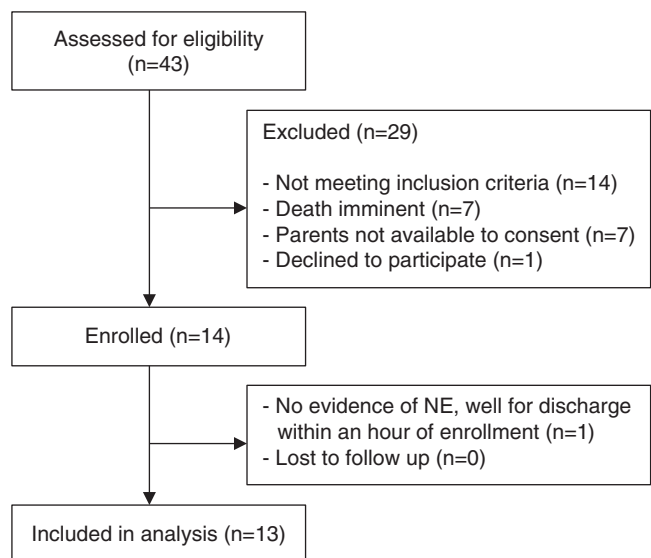 Assessed for eligibility
(n=43)
Excluded (n=29)
- Not meeting inclusion criteria (n=14)
- Death imminent (n=7)
- Parents not available to consent (n=7)
- Declined to participate (n=1)
Enrolled (n=14)
- No evidence of NE, well for discharge
within an hour of enrollment (n=1)
- Lost to follow up (n=0)
Included in analysis (n=13)